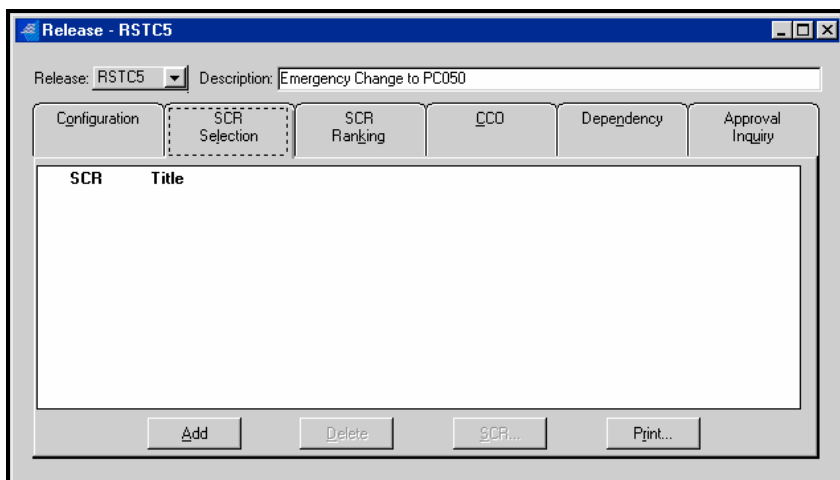 Release - RSTC5
Release: RSTC5 Description: Emergency Change to PC050
Configuration SCR Selection SCR Ranking CCO Dependency Approval Inquiry
SCR Title
Add Delete SCR... Print...